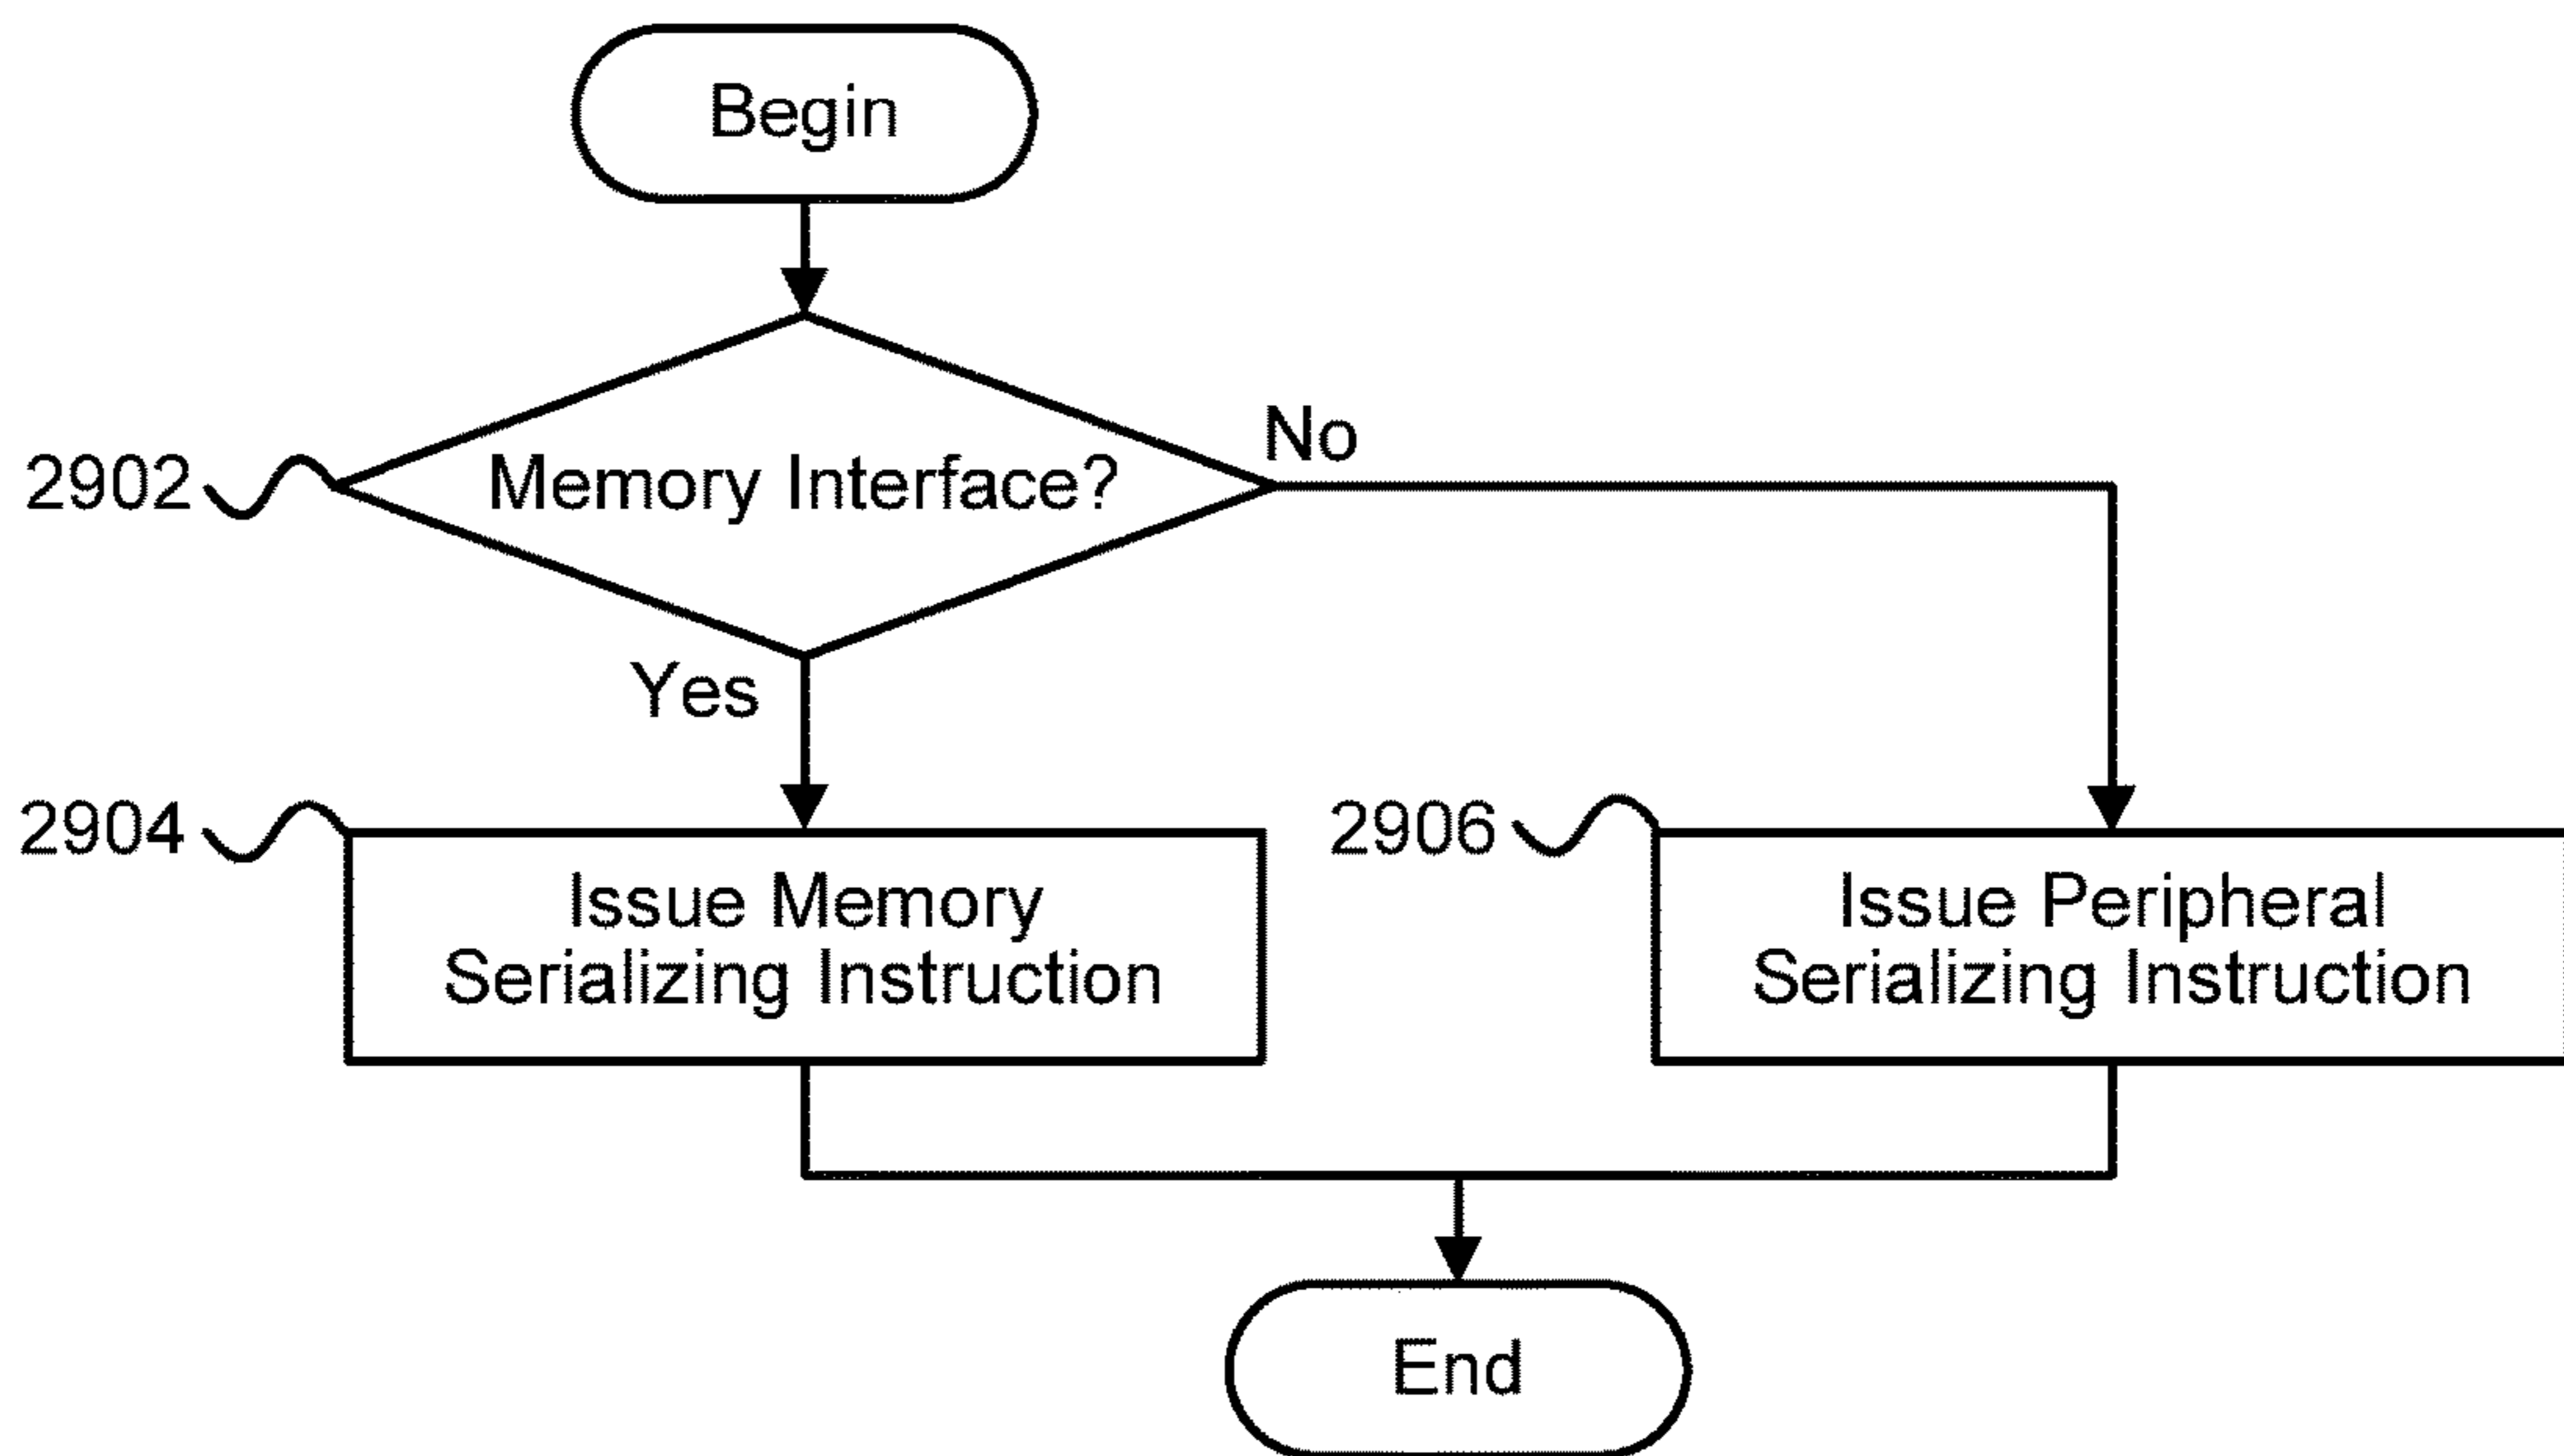 Begin
2902
Memory Interface?
No
Yes
2904
Issue Memory
Serializing Instruction
2906
Issue Peripheral
Serializing Instruction
End